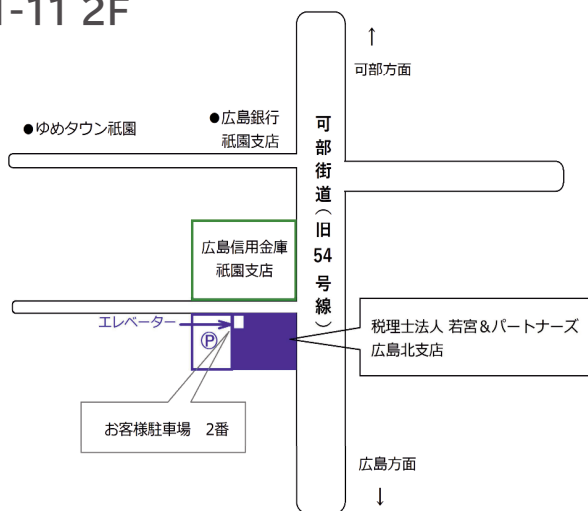 1-11 2F
↑
可部方面
●ゆめタウン祇園
●広島銀行
祇園支店
可部街道(旧54号線)
広島信用金庫
祇園支店
エレベーター
P
税理士法人 若宮&パートナーズ
広島北支店
お客様駐車場 2番
広島方面
↓